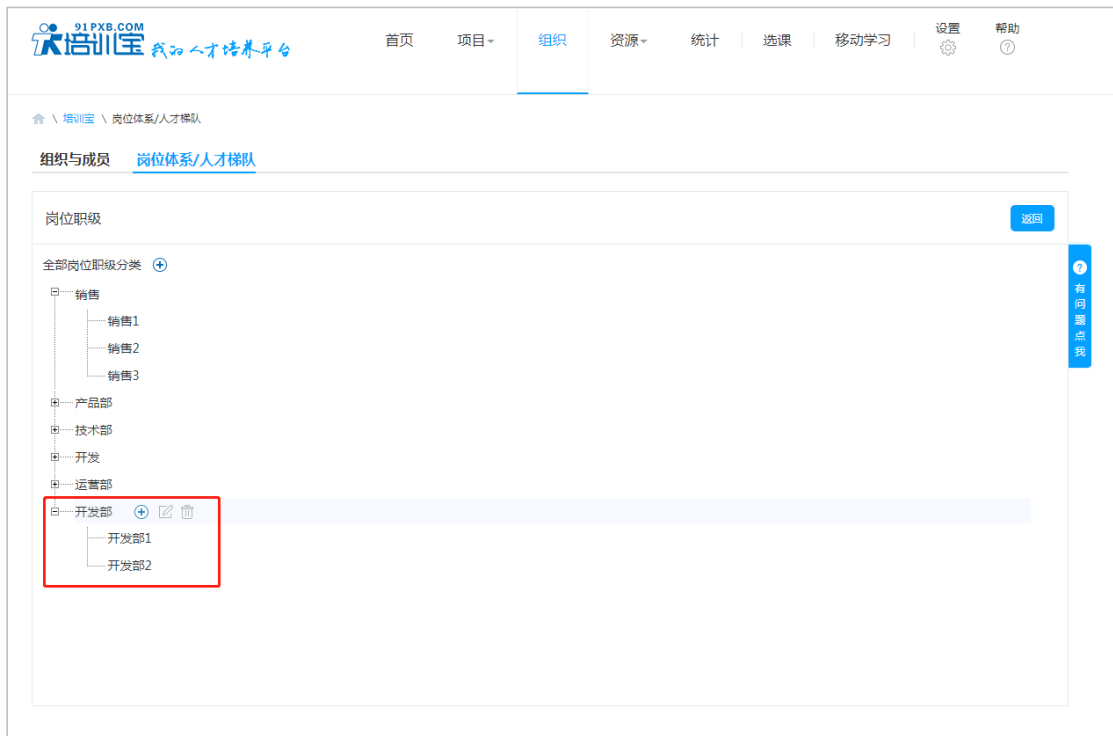 91PXB.COM
培训宝 我的人才培养平台
首页 项目 组织 资源 统计 选课 移动学习 设置 帮助
\ 培训宝 \ 岗位体系/人才梯队
组织与成员 岗位体系/人才梯队
岗位职级 返回
全部岗位职级分类
销售
销售1
销售2
销售3
产品部
技术部
开发
运营部
开发部
开发部1
开发部2
?
有
问
题
点
我